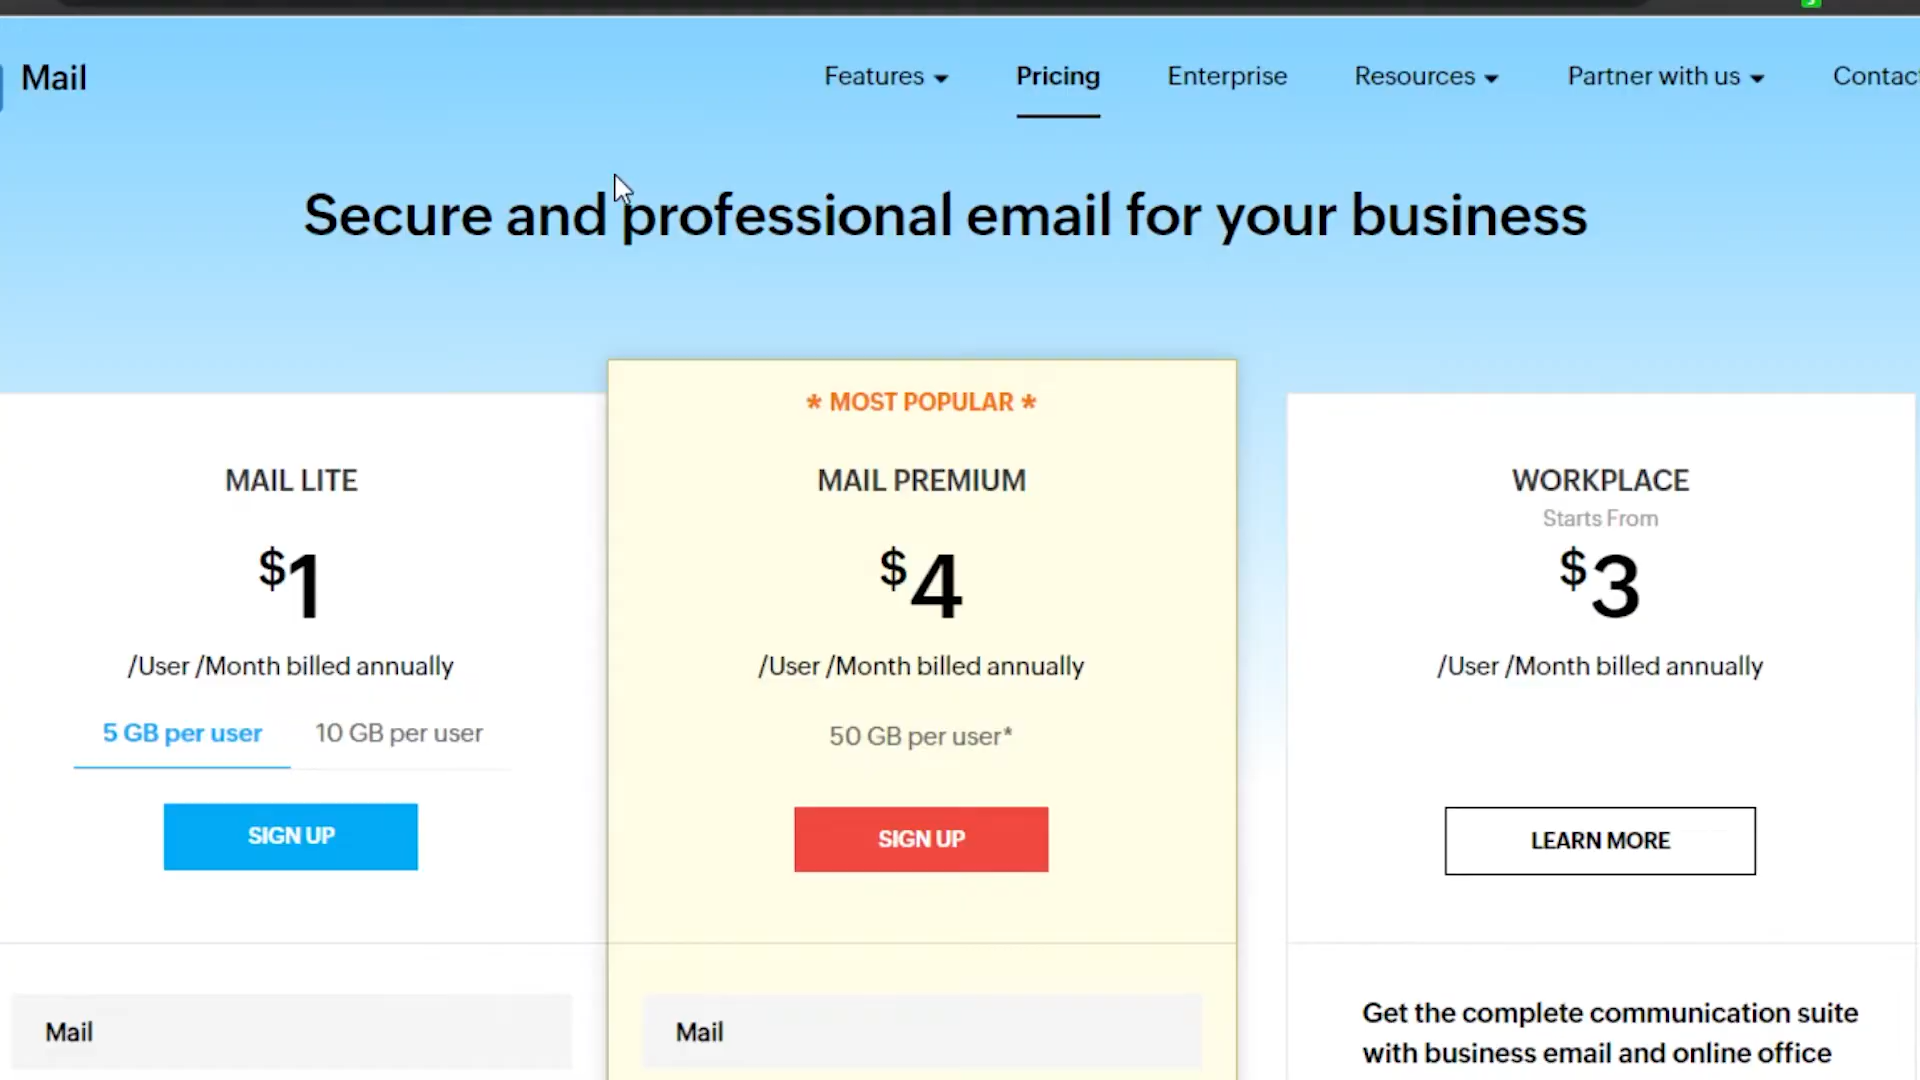 Mail
Features
Pricing
Enterprise
Resources
Partner with us
Contac
Secure and professional email for your business
MAIL LITE
$1
/User /Month billed annually
5 GB per user
10 GB per user
SIGN UP
Mail
* MOST POPULAR *
MAIL PREMIUM
$4
/User /Month billed annually
50 GB per user*
SIGN UP
Mail
WORKPLACE
Starts From
$3
/User /Month billed annually
LEARN MORE
Get the complete communication suite
with business email and online office